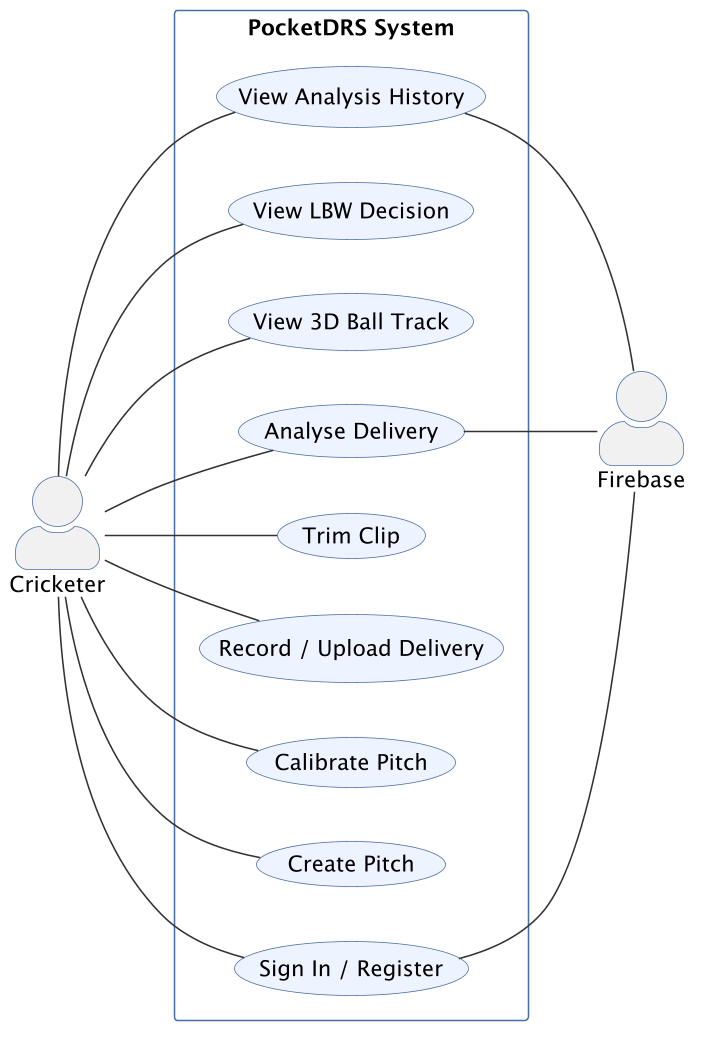 PocketDRS System
View Analysis History
View LBW Decision
View 3D Ball Track
Analyse Delivery
Firebase
Trim Clip
Cricketer
Record / Upload Delivery
Calibrate Pitch
Create Pitch
Sign In / Register